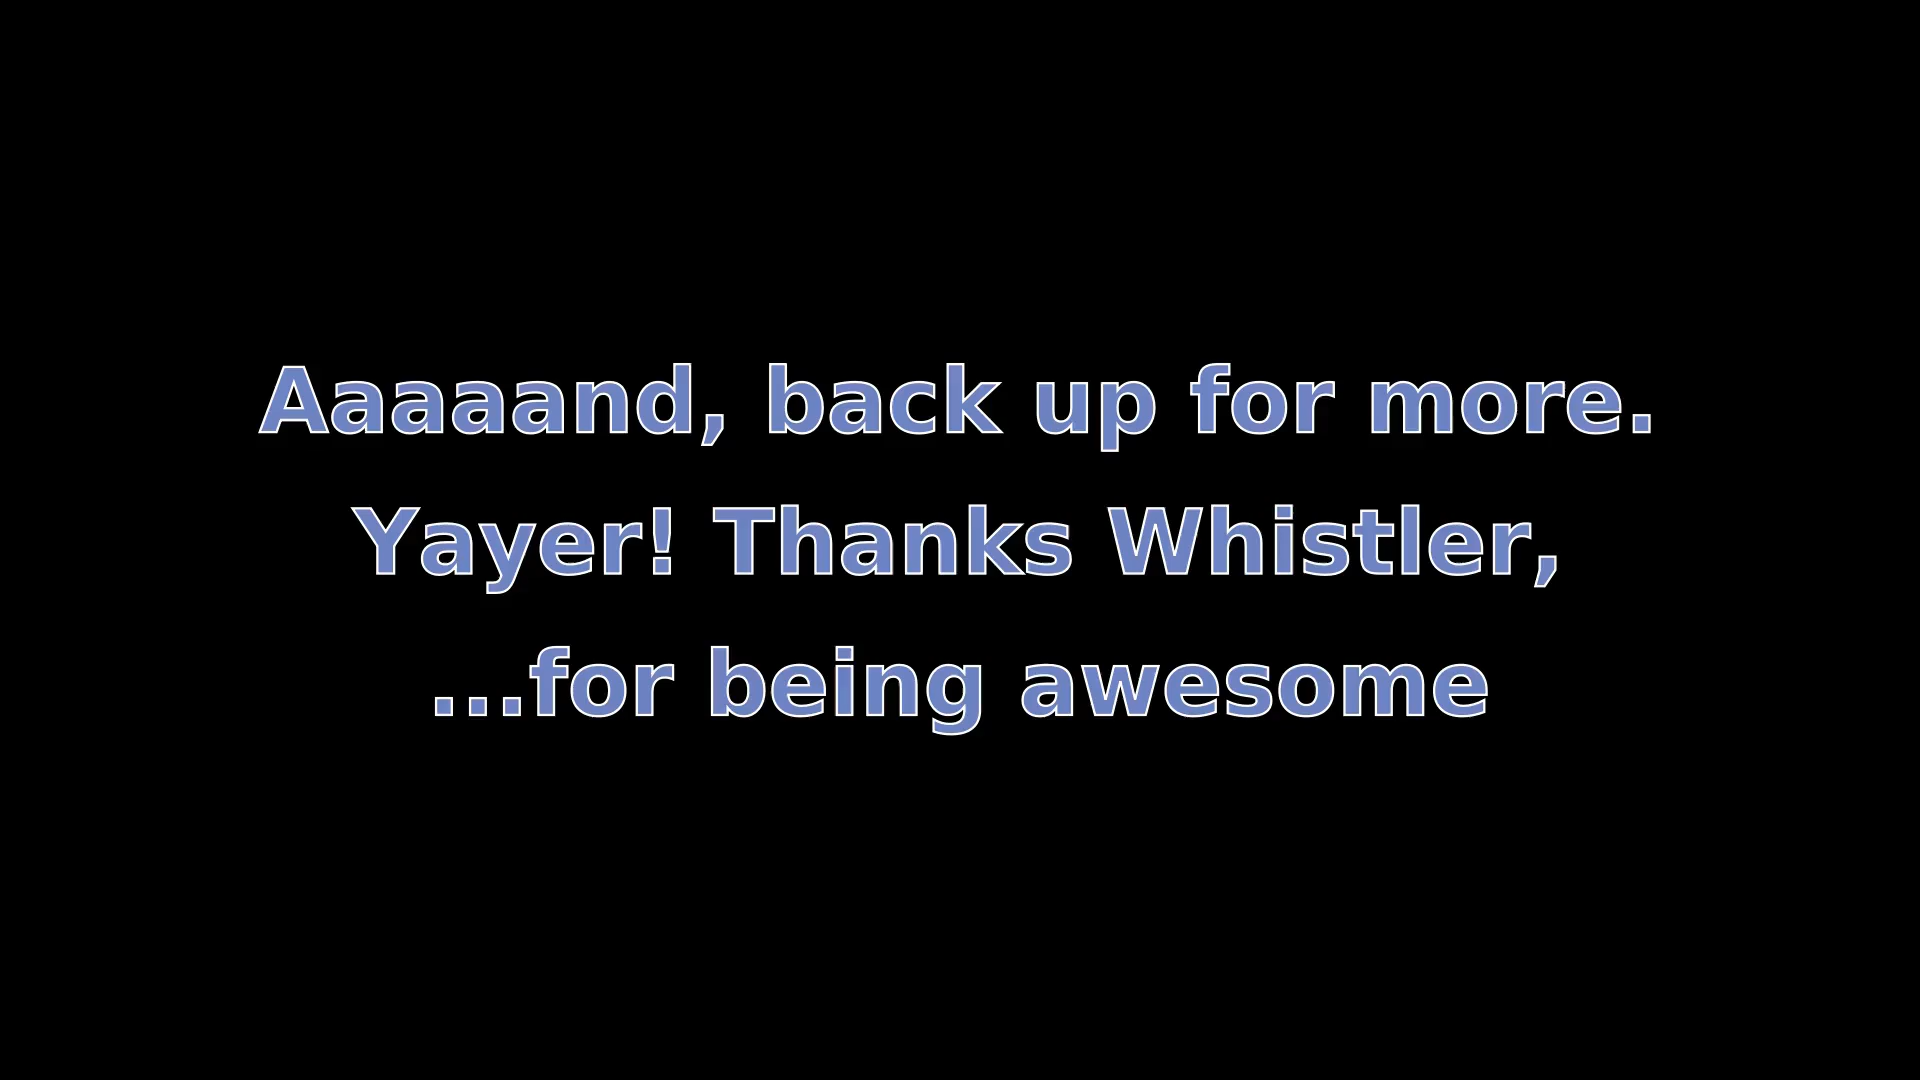 Aaaaand, back up for more.
Yayer! Thanks Whistler,
...for being awesome